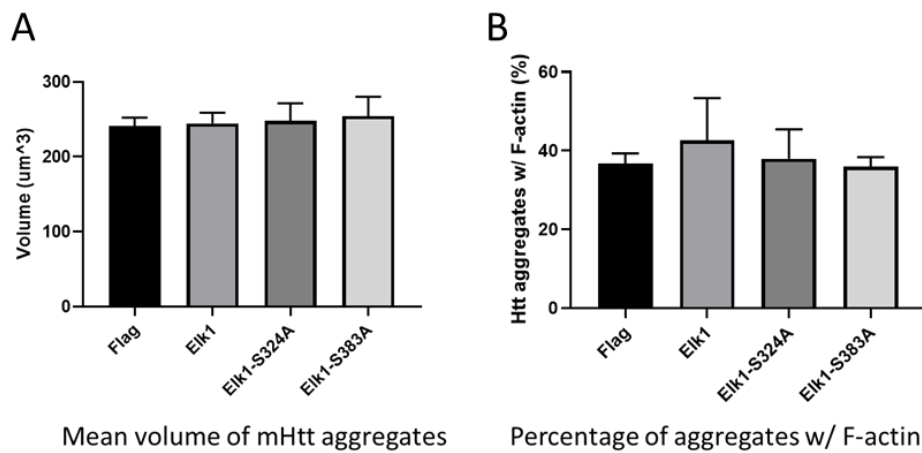 A
300
200
100
0
Volume (um^3)
Flag
Elk1
Elk1-S324A
Elk1-S383A
Mean volume of mHtt aggregates
B
60
40
20
0
Htt aggregates w/ F-actin (%)
Flag
Elk1
Elk1-S324A
Elk1-S383A
Percentage of aggregates w/ F-actin